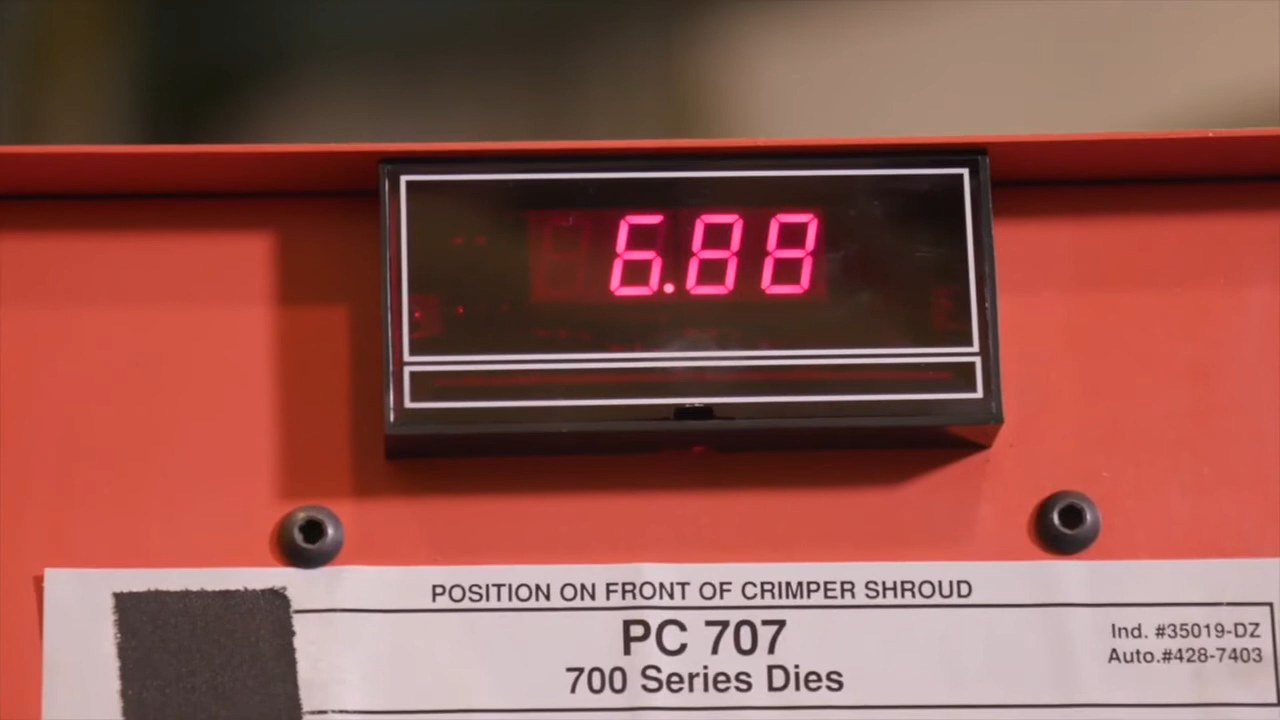 6.88
POSITION ON FRONT OF CRIMPER SHROUD
PC 707
700 Series Dies
Ind. #35019-DZ
Auto.#428-7403